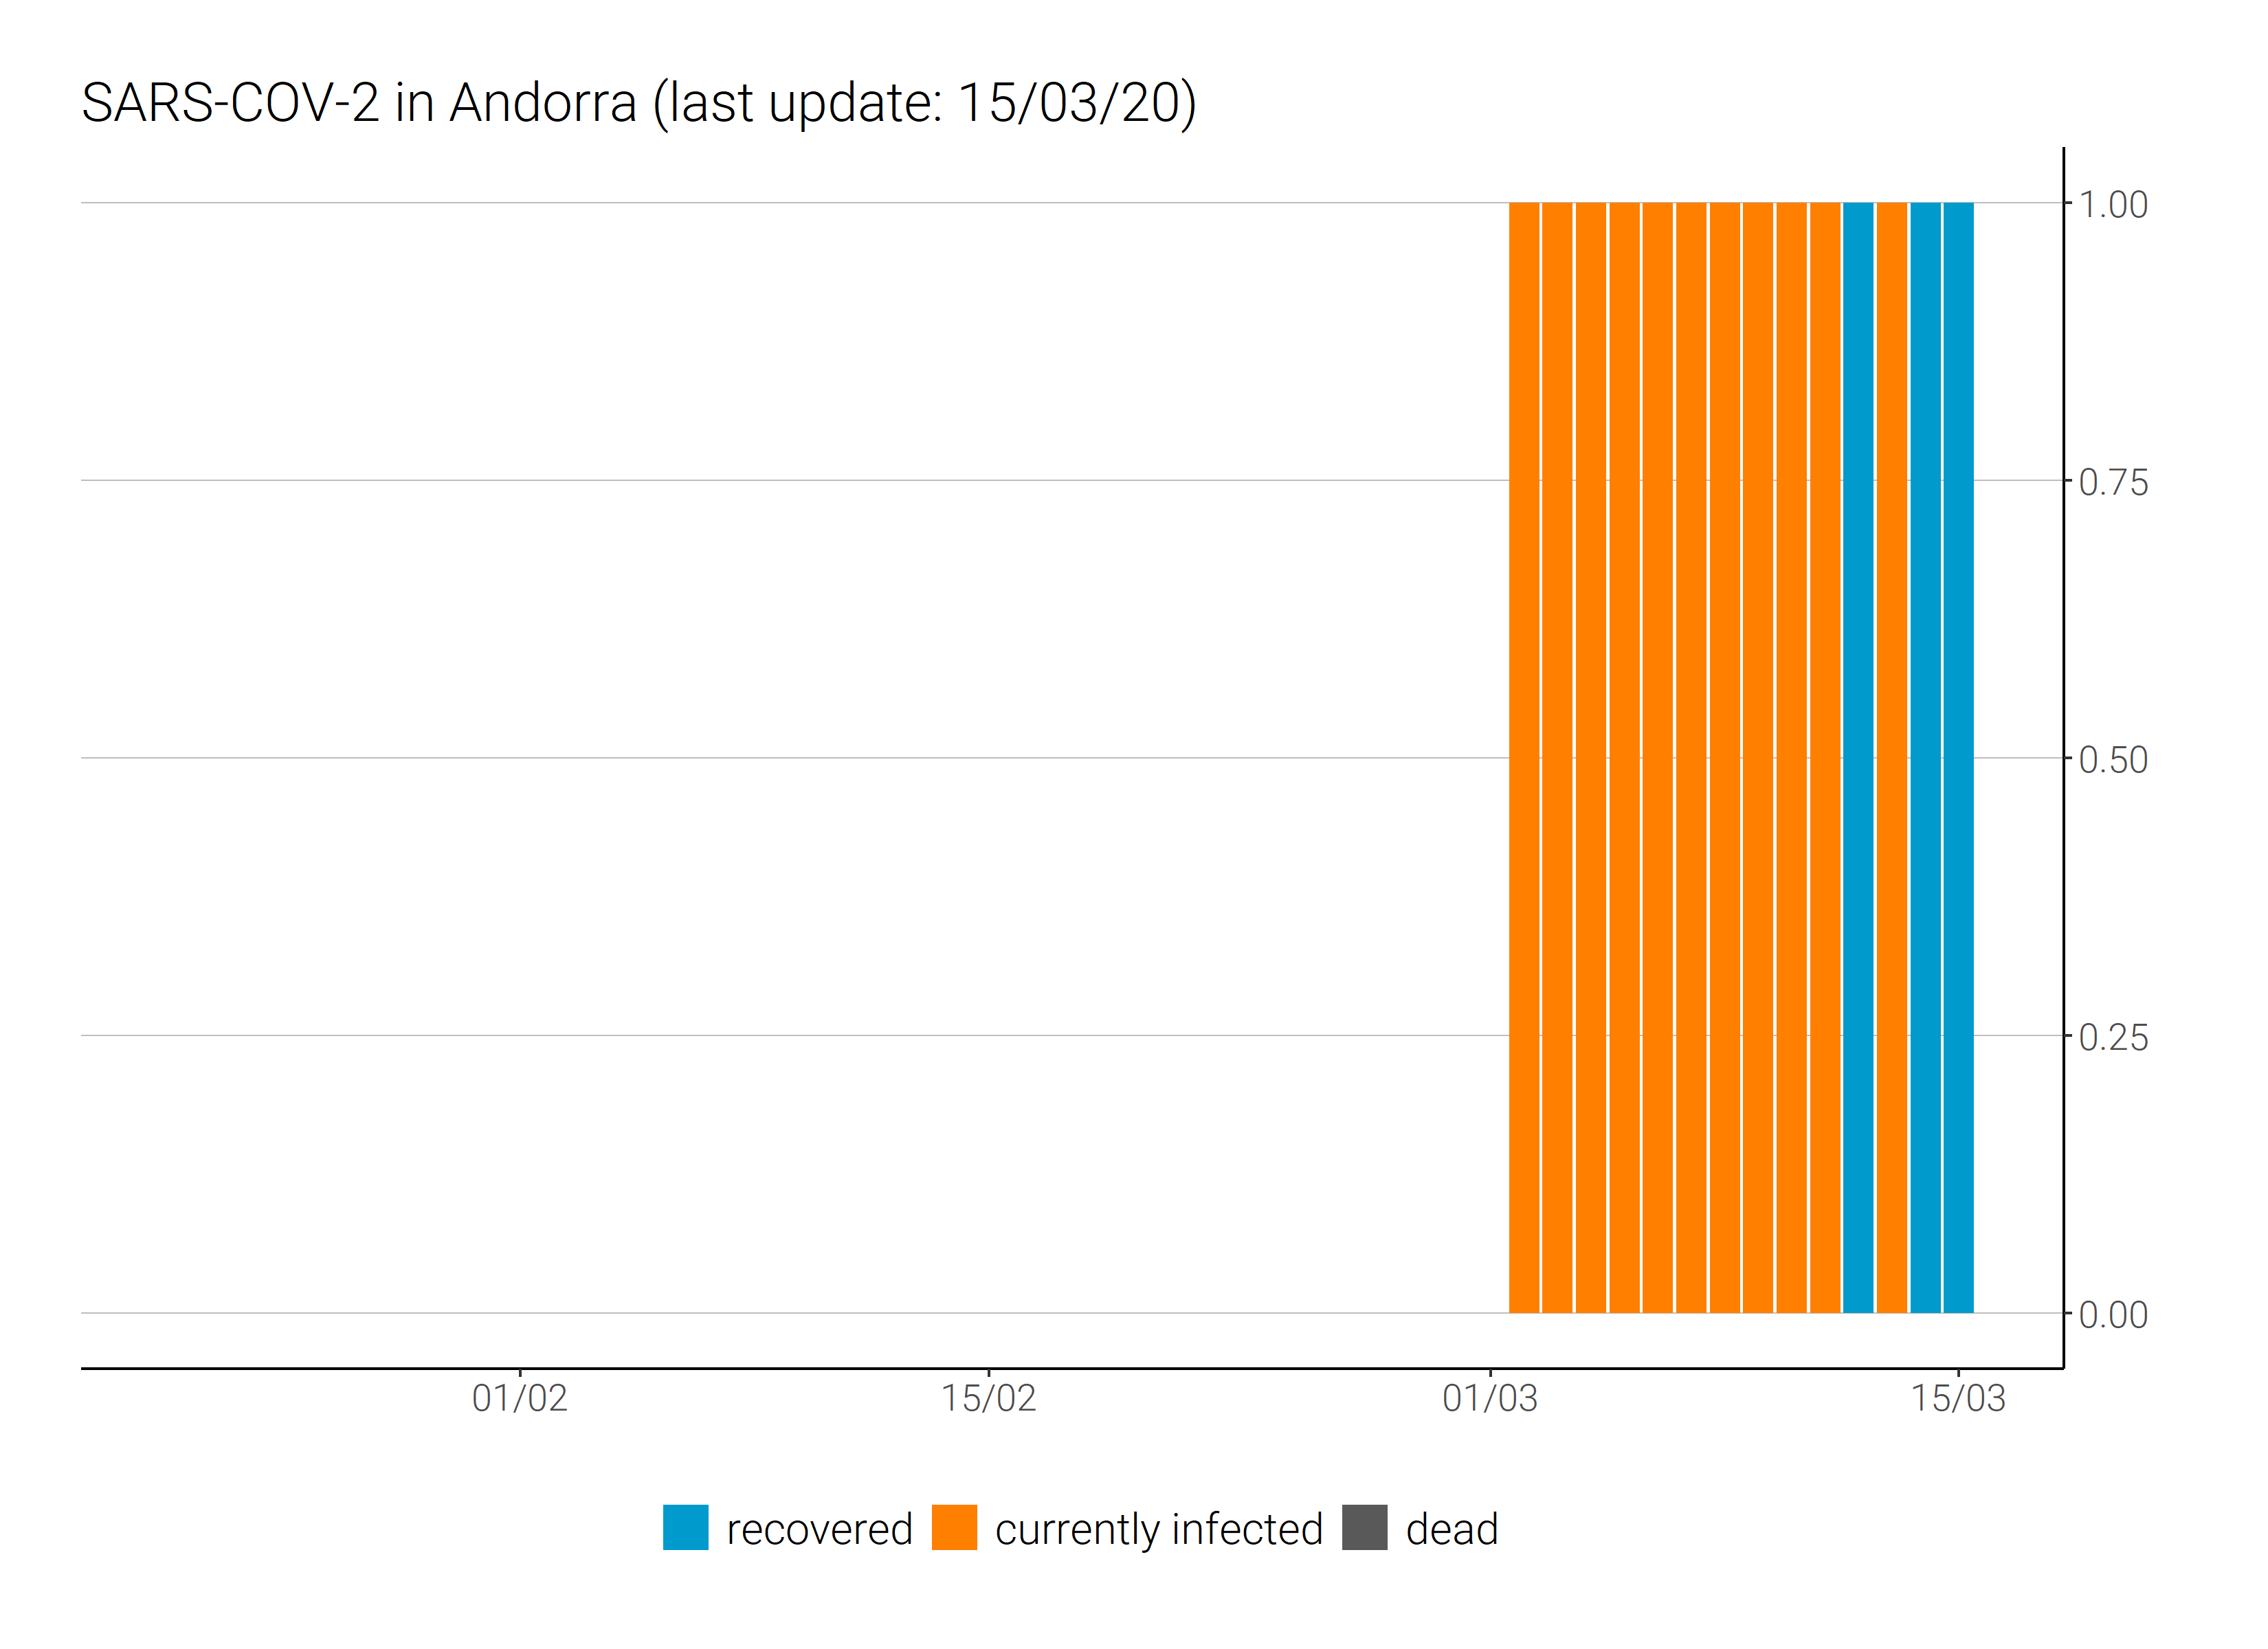 SARS-COV-2 in Andorra (last update: 15/03/20)
1.00
0.75
0.50
0.25
0.00
01/02 15/02 01/03 15/03
recovered currently infected dead